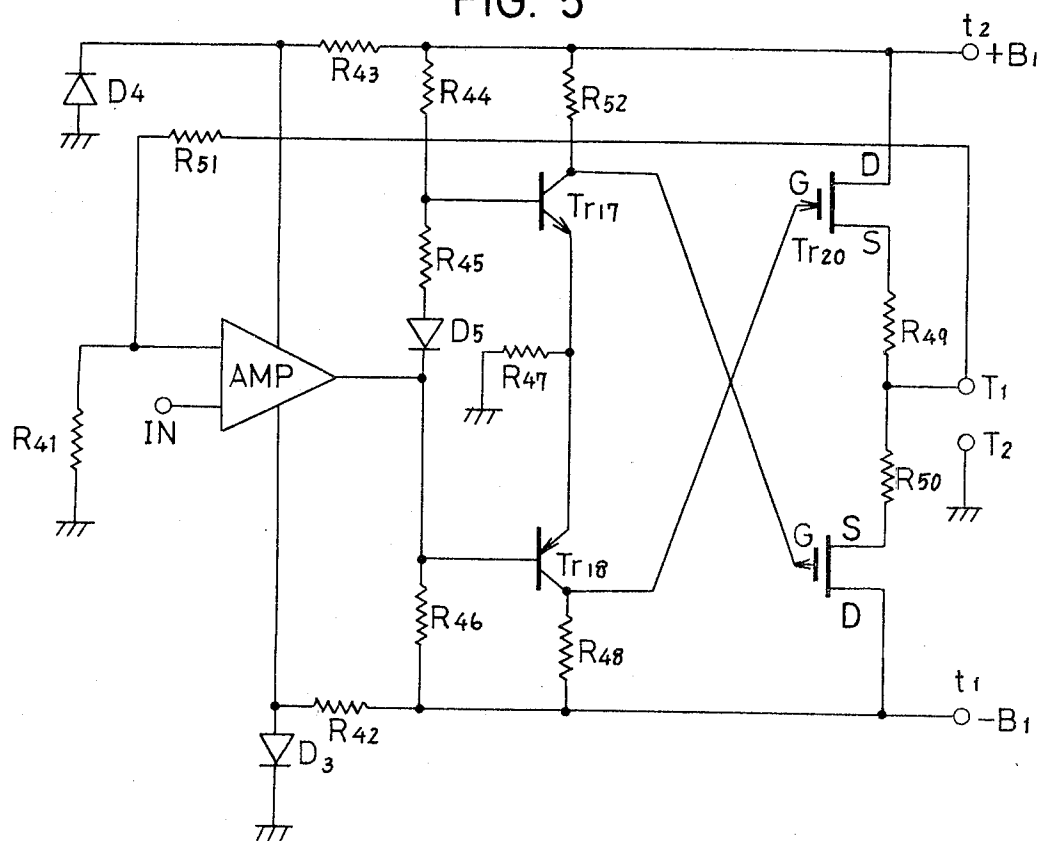 FIG. 5
t2
+B1
R43
D4
R44
R52
R51
D
G
Tr17
S
Tr20
R45
D5
R49
AMP
R47
T1
IN
R41
T2
R50
S
G
Tr18
D
R46
R48
t1
-B1
R42
D3